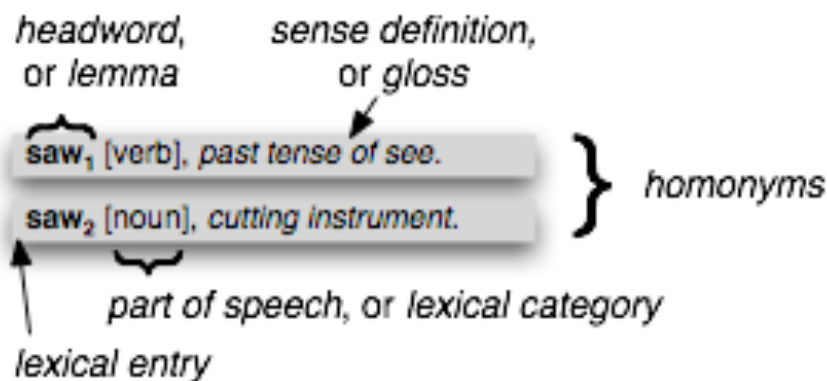 headword,
or lemma
sense definition,
or gloss
saw₁ [verb], past tense of see.
saw₂ [noun], cutting instrument.
homonyms
part of speech, or lexical category
lexical entry